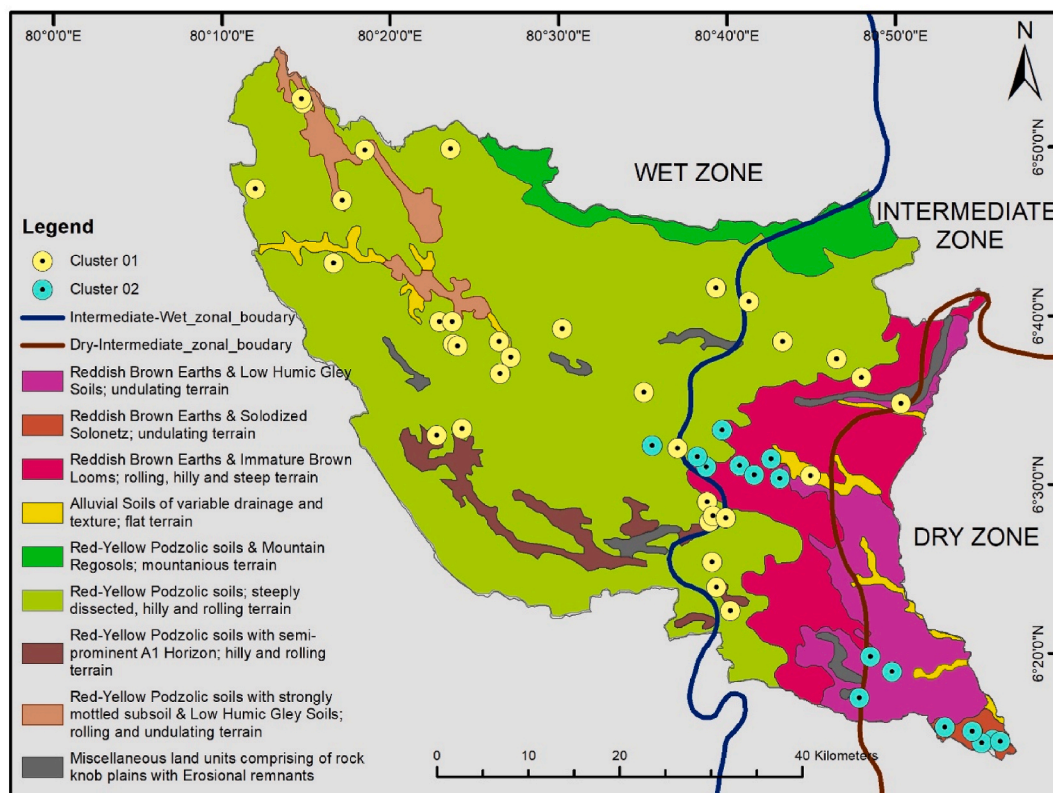 80°0'0"E 80°10'0"E 80°20'0"E 80°30'0"E 80°40'0"E 80°50'0"E
N
6°50'0"N
WET ZONE
INTERMEDIATE
ZONE
6°40'0"N
6°30'0"N
DRY ZONE
6°20'0"N
Legend
Cluster 01
Cluster 02
Intermediate-Wet_zonal_boudary
Dry-Intermediate_zonal_boudary
Reddish Brown Earths & Low Humic Gley
Soils; undulating terrain
Reddish Brown Earths & Solodized
Solonetz; undulating terrain
Reddish Brown Earths & Immature Brown
Looms; rolling, hilly and steep terrain
Alluvial Soils of variable drainage and
texture; flat terrain
Red-Yellow Podzolic soils & Mountain
Regosols; mountanious terrain
Red-Yellow Podzolic soils; steeply
dissected, hilly and rolling terrain
Red-Yellow Podzolic soils with semi-
prominent A1 Horizon; hilly and rolling
terrain
Red-Yellow Podzolic soils with strongly
mottled subsoil & Low Humic Gley Soils;
rolling and undulating terrain
Miscellaneous land units comprising of rock
knob plains with Erosional remnants
0 10 20 40 Kilometers